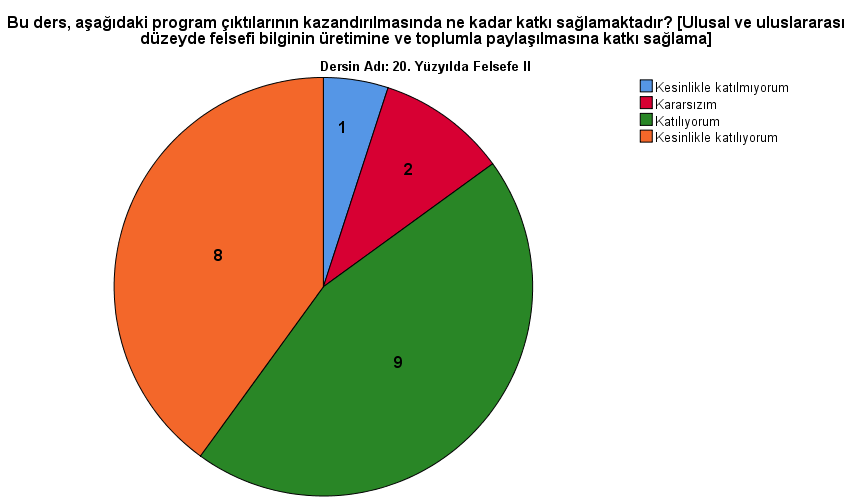 Bu ders, aşağıdaki program çıktılarının kazandırılmasında ne kadar katkı sağlamaktadır? [Ulusal ve uluslararası
düzeyde felsefi bilginin üretimine ve toplumla paylaşılmasına katkı sağlama]
Dersin Adı: 20. Yüzyılda Felsefe II
Kesinlikle katılmıyorum
Kararsızım
Katılıyorum
Kesinlikle katılıyorum
1
2
8
9